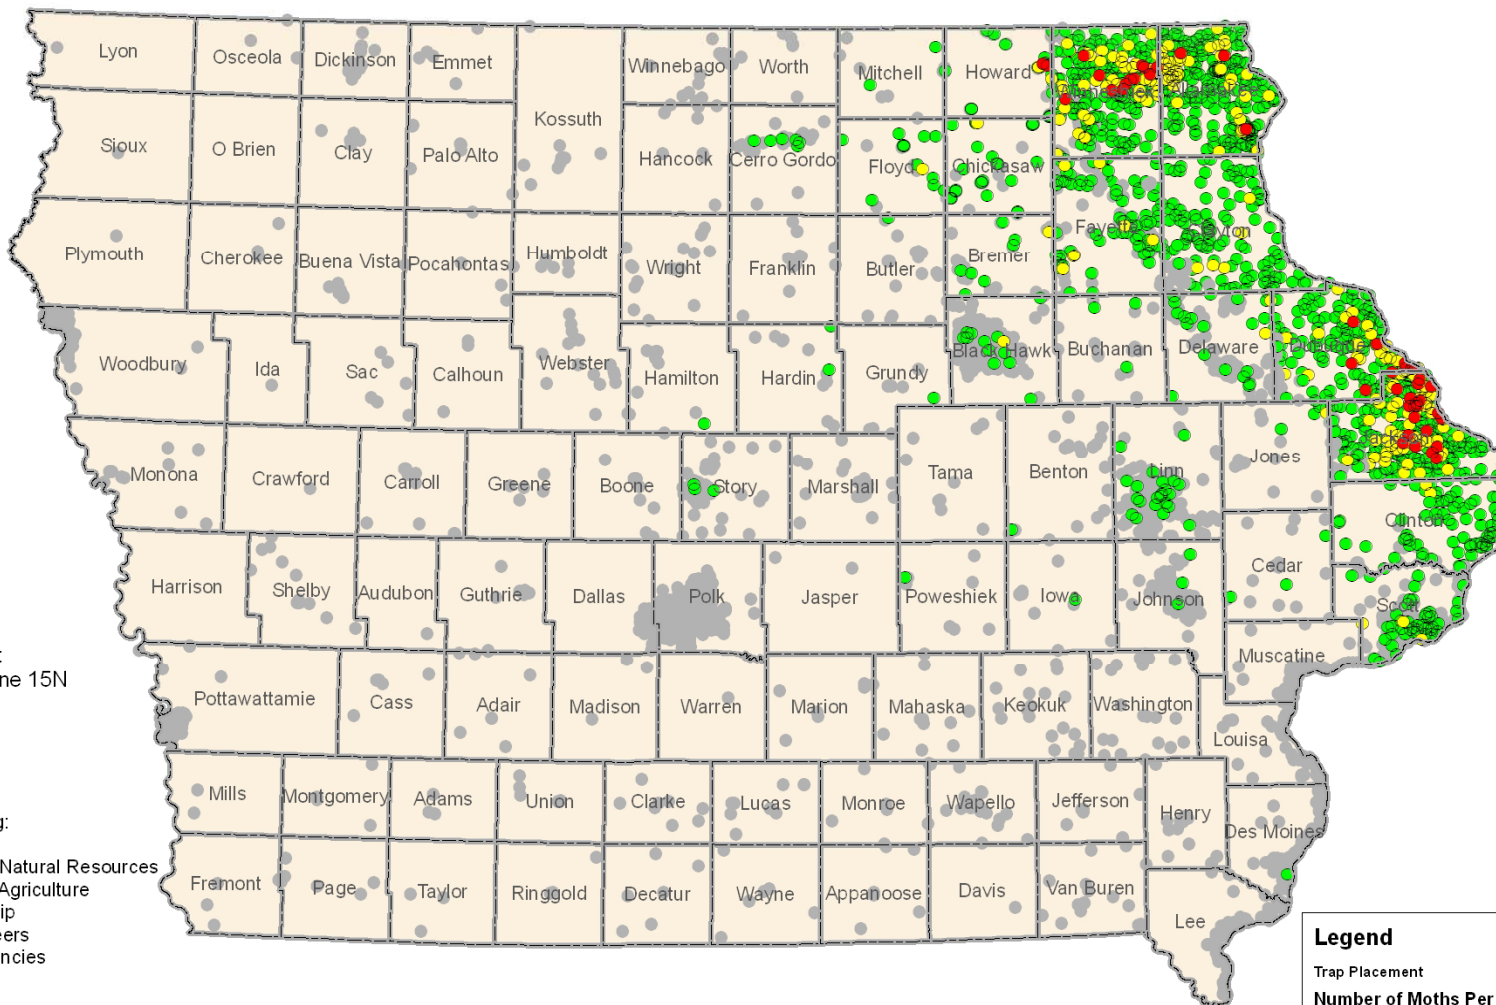 Lyon
Osceola
Dickinson
Emmet
Winnebago
Worth
Mitchell
Howard
Kossuth
Sioux
O Brien
Clay
Palo Alto
Hancock
Cerro Gordo
Floyd
Chickasaw
Fayette
Plymouth
Cherokee
Buena Vista
Pocahontas
Humboldt
Wright
Franklin
Butler
Bremer
Woodbury
Ida
Sac
Calhoun
Webster
Hamilton
Hardin
Grundy
Black Hawk
Buchanan
Delaware
Jackson
Monona
Crawford
Carroll
Greene
Boone
Story
Marshall
Tama
Benton
Linn
Jones
Clinton
Harrison
Shelby
Audubon
Guthrie
Dallas
Polk
Jasper
Poweshiek
Iowa
Johnson
Cedar
Scott
Muscatine
:
ne 15N
Pottawattamie
Cass
Adair
Madison
Warren
Marion
Mahaska
Keokuk
Washington
Louisa
Mills
Montgomery
Adams
Union
Clarke
Lucas
Monroe
Wapello
Jefferson
Henry
Des Moines
g:
Natural Resources
Agriculture
ip
eers
ncies
Fremont
Page
Taylor
Ringgold
Decatur
Wayne
Appanoose
Davis
Van Buren
Lee
Legend
Trap Placement
Number of Moths Per